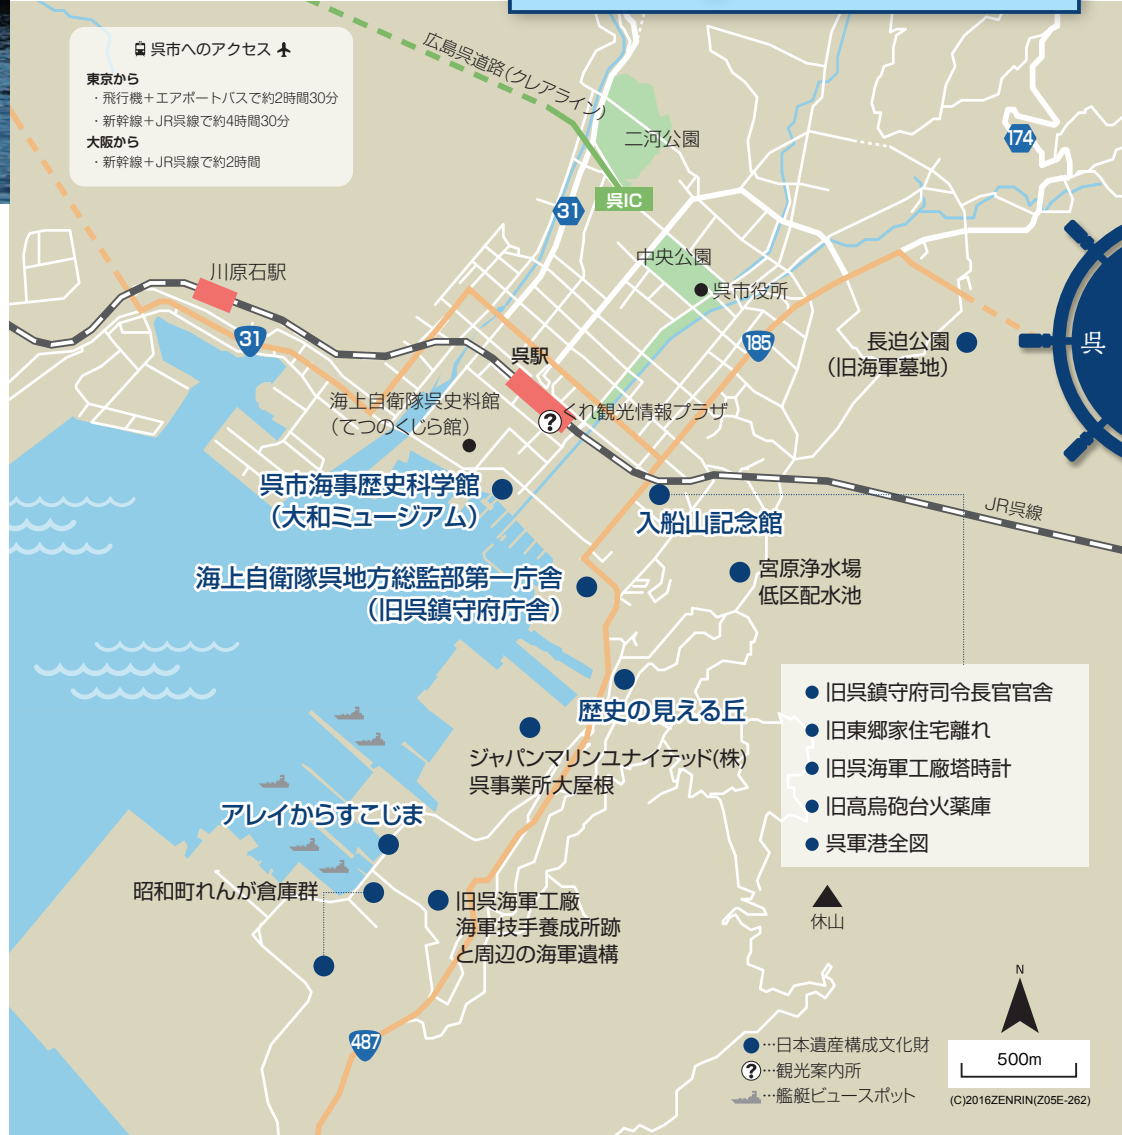 呉市へのアクセス
東京から
・飛行機+エアポートバスで約2時間30分
・新幹線+JR呉線で約4時間30分
大阪から
・新幹線+JR呉線で約2時間
広島呉道路(クレアライン)
二河公園
174
呉IC
31
中央公園
呉市役所
川原石駅
31
185
長迫公園
(旧海軍墓地)
呉
呉駅
海上自衛隊呉史料館
(てつのくじら館)
?
くれ観光情報プラザ
呉市海事歴史科学館
(大和ミュージアム)
入船山記念館
JR呉線
海上自衛隊呉地方総監部第一庁舎
(旧呉鎮守府庁舎)
宮原浄水場
低区配水池
歴史の見える丘
旧呉鎮守府司令長官官舎
旧東郷家住宅離れ
旧呉海軍工廠塔時計
旧高烏砲台火薬庫
呉軍港全図
ジャパンマリンユナイテッド(株)
呉事業所大屋根
アレイからすこじま
昭和町れんが倉庫群
旧呉海軍工廠
海軍技手養成所跡
と周辺の海軍遺構
休山
487
N
…日本遺産構成文化財
?…観光案内所
…艦艇ビュースポット
500m
(C)2016ZENRIN(Z05E-262)